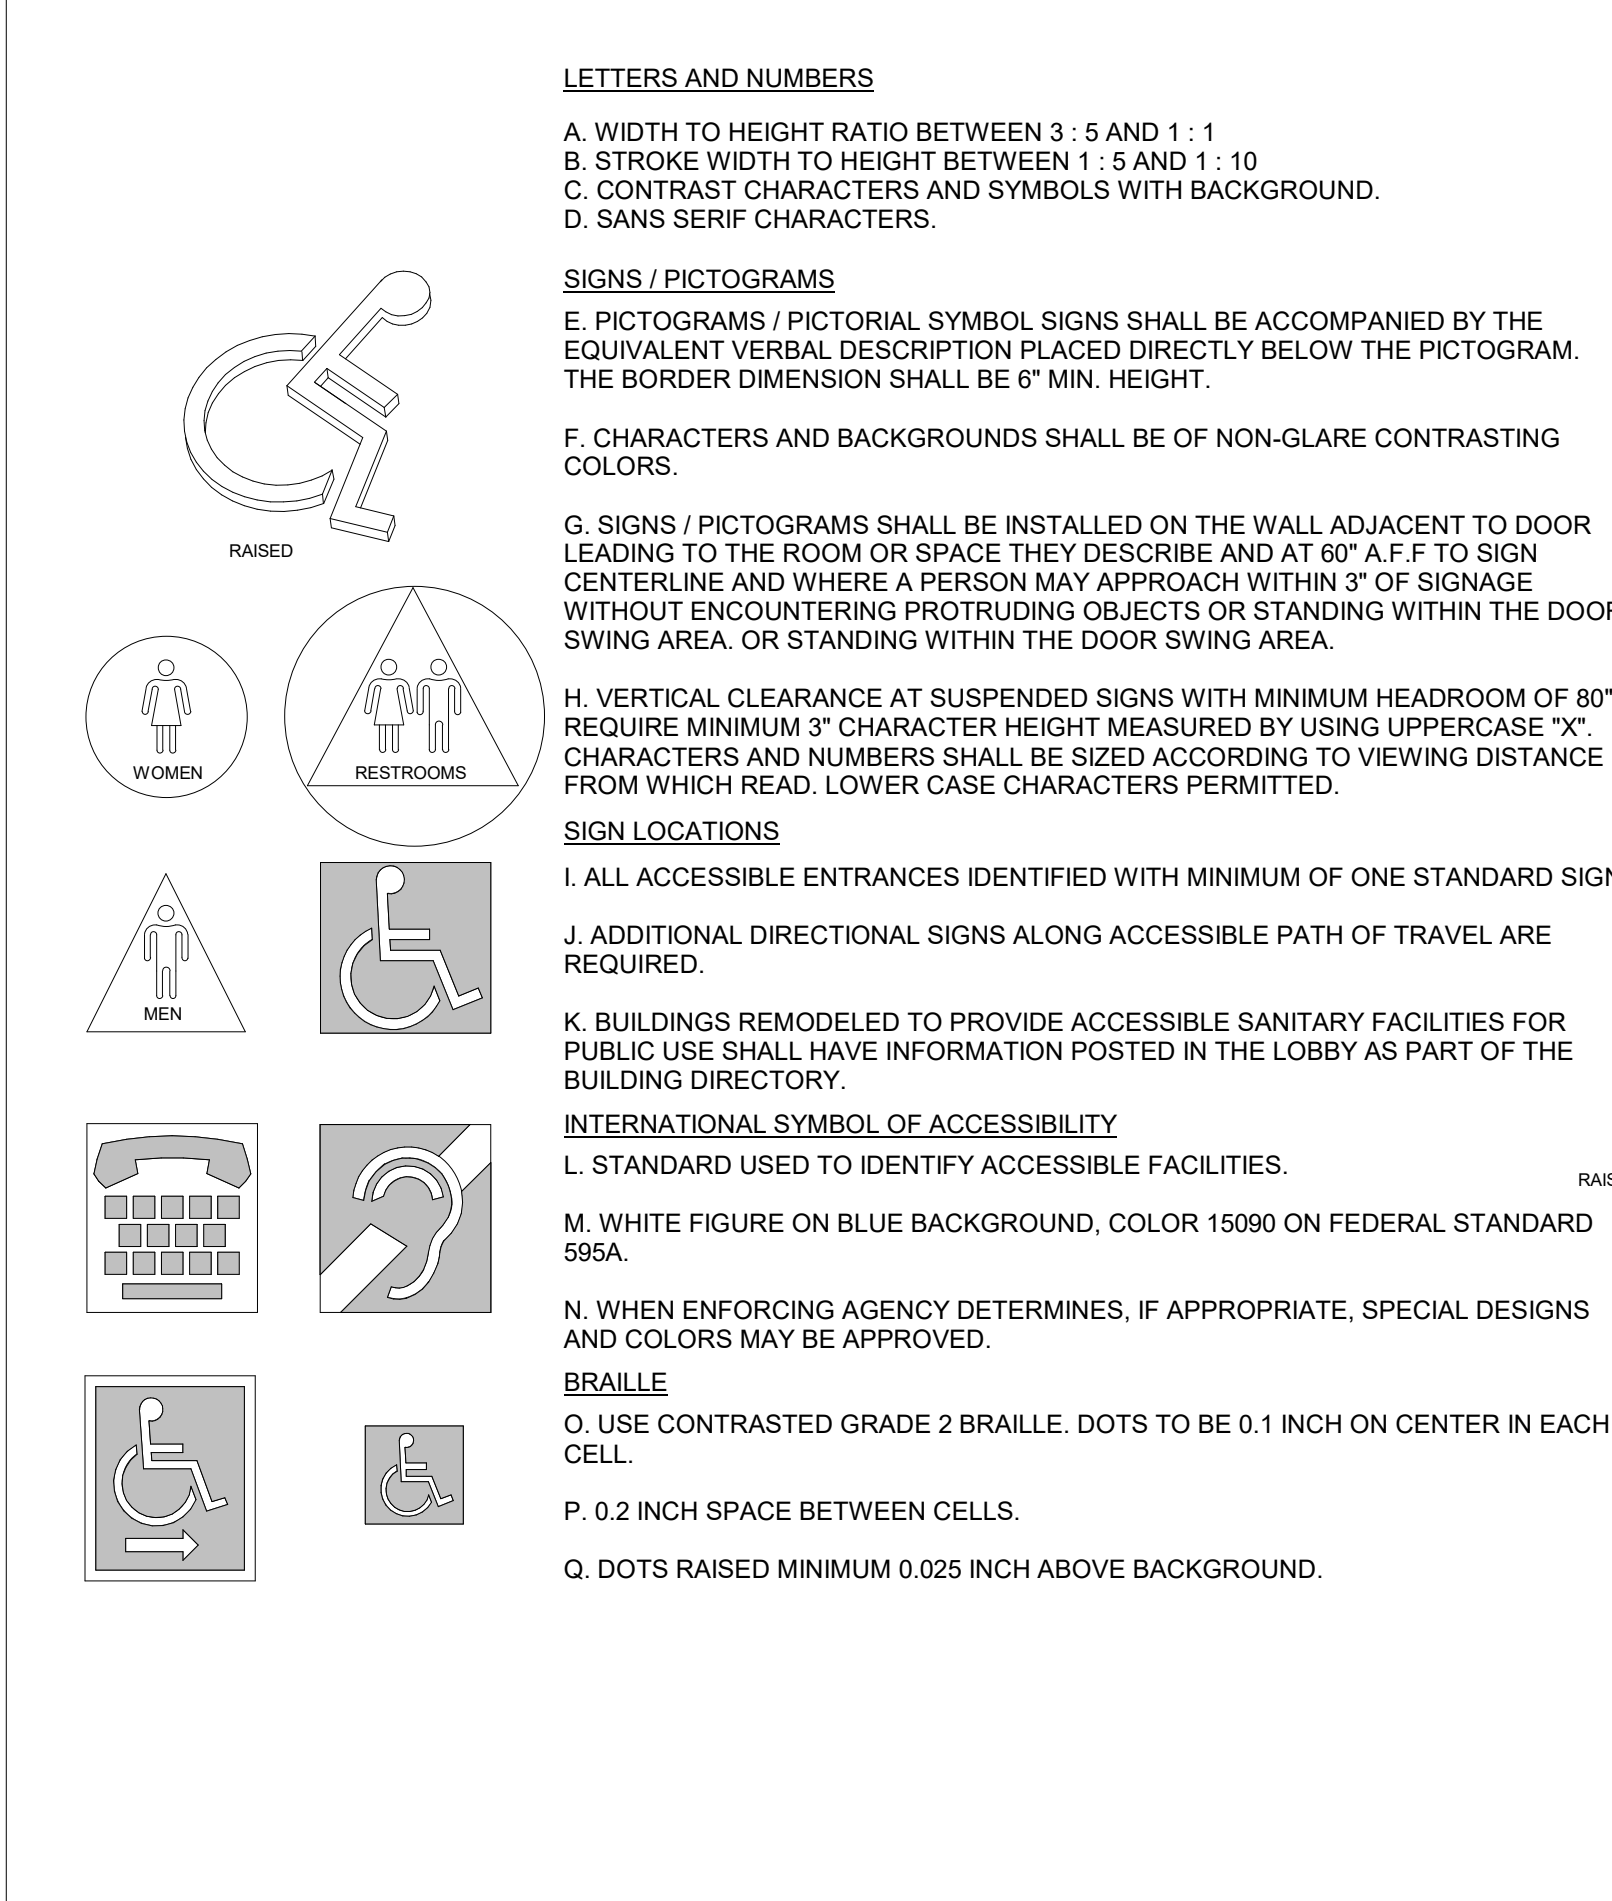 LETTERS AND NUMBERS
A. WIDTH TO HEIGHT RATIO BETWEEN 3 : 5 AND 1 : 1
B. STROKE WIDTH TO HEIGHT BETWEEN 1 : 5 AND 1 : 10
C. CONTRAST CHARACTERS AND SYMBOLS WITH BACKGROUND.
D. SANS SERIF CHARACTERS.
SIGNS / PICTOGRAMS
E. PICTOGRAMS / PICTORIAL SYMBOL SIGNS SHALL BE ACCOMPANIED BY THE
EQUIVALENT VERBAL DESCRIPTION PLACED DIRECTLY BELOW THE PICTOGRAM.
THE BORDER DIMENSION SHALL BE 6" MIN. HEIGHT.
F. CHARACTERS AND BACKGROUNDS SHALL BE OF NON-GLARE CONTRASTING
COLORS.
G. SIGNS / PICTOGRAMS SHALL BE INSTALLED ON THE WALL ADJACENT TO DOOR
LEADING TO THE ROOM OR SPACE THEY DESCRIBE AND AT 60" A.F.F TO SIGN
CENTERLINE AND WHERE A PERSON MAY APPROACH WITHIN 3" OF SIGNAGE
WITHOUT ENCOUNTERING PROTRUDING OBJECTS OR STANDING WITHIN THE DOOR
SWING AREA. OR STANDING WITHIN THE DOOR SWING AREA.
H. VERTICAL CLEARANCE AT SUSPENDED SIGNS WITH MINIMUM HEADROOM OF 80"
REQUIRE MINIMUM 3" CHARACTER HEIGHT MEASURED BY USING UPPERCASE "X".
CHARACTERS AND NUMBERS SHALL BE SIZED ACCORDING TO VIEWING DISTANCE
FROM WHICH READ. LOWER CASE CHARACTERS PERMITTED.
SIGN LOCATIONS
I. ALL ACCESSIBLE ENTRANCES IDENTIFIED WITH MINIMUM OF ONE STANDARD SIGN
J. ADDITIONAL DIRECTIONAL SIGNS ALONG ACCESSIBLE PATH OF TRAVEL ARE
REQUIRED.
K. BUILDINGS REMODELED TO PROVIDE ACCESSIBLE SANITARY FACILITIES FOR
PUBLIC USE SHALL HAVE INFORMATION POSTED IN THE LOBBY AS PART OF THE
BUILDING DIRECTORY.
INTERNATIONAL SYMBOL OF ACCESSIBILITY
L. STANDARD USED TO IDENTIFY ACCESSIBLE FACILITIES.
M. WHITE FIGURE ON BLUE BACKGROUND, COLOR 15090 ON FEDERAL STANDARD
595A.
N. WHEN ENFORCING AGENCY DETERMINES, IF APPROPRIATE, SPECIAL DESIGNS
AND COLORS MAY BE APPROVED.
BRAILLE
O. USE CONTRASTED GRADE 2 BRAILLE. DOTS TO BE 0.1 INCH ON CENTER IN EACH
CELL.
P. 0.2 INCH SPACE BETWEEN CELLS.
Q. DOTS RAISED MINIMUM 0.025 INCH ABOVE BACKGROUND.
RAISED
WOMEN
RESTROOMS
MEN